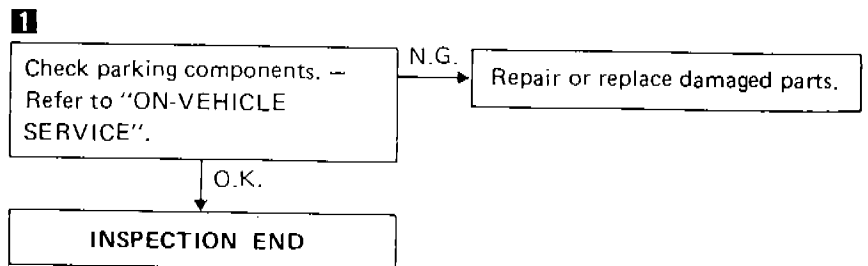 1
Check parking components. –
Refer to "ON-VEHICLE
SERVICE".
N.G.
Repair or replace damaged parts.
O.K.
INSPECTION END